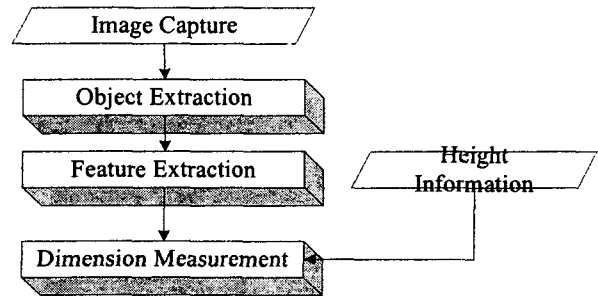 Image Capture
Object Extraction
Feature Extraction
Height
Information
Dimension Measurement